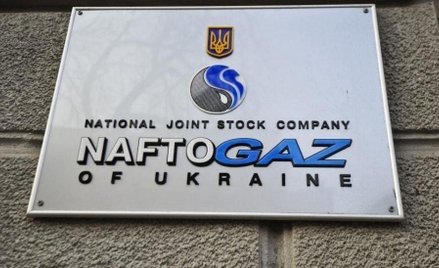 NATIONAL JOINT STOCK COMPANY
NAFTOGAZ
OF UKRAINE